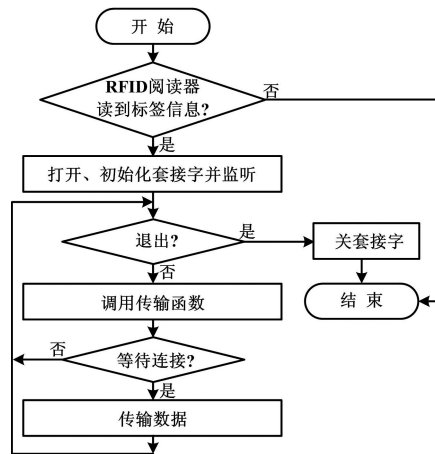 开 始
RFID阅读器
读到标签信息?
否
是
打开、初始化套接字并监听
退出?
是
关套接字
否
调用传输函数
结 束
否
等待连接?
是
传输数据